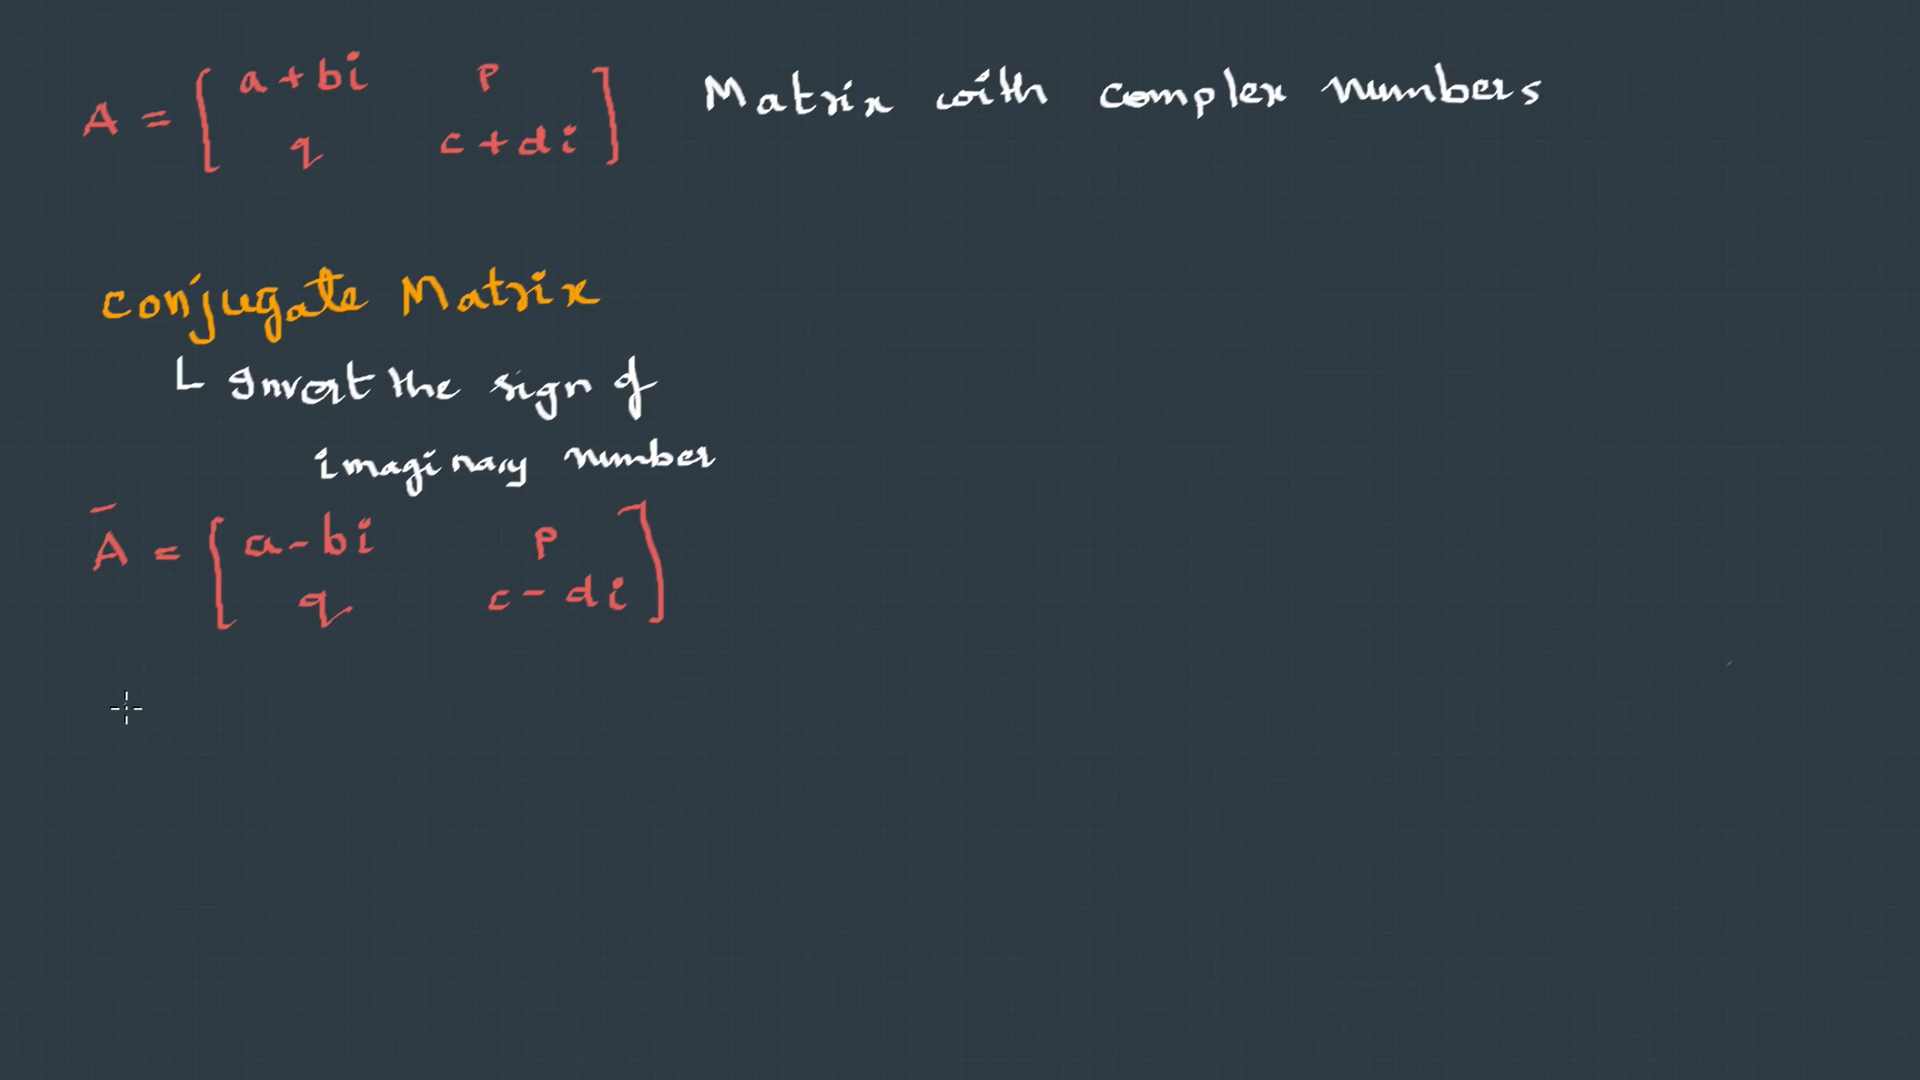 A = [ a + bi p Matrix with complex numbers
q c + di ]
Conjugate Matrix
└ Invert the sign of
imaginary number
Ā = [ a - bi p
q c - di ]